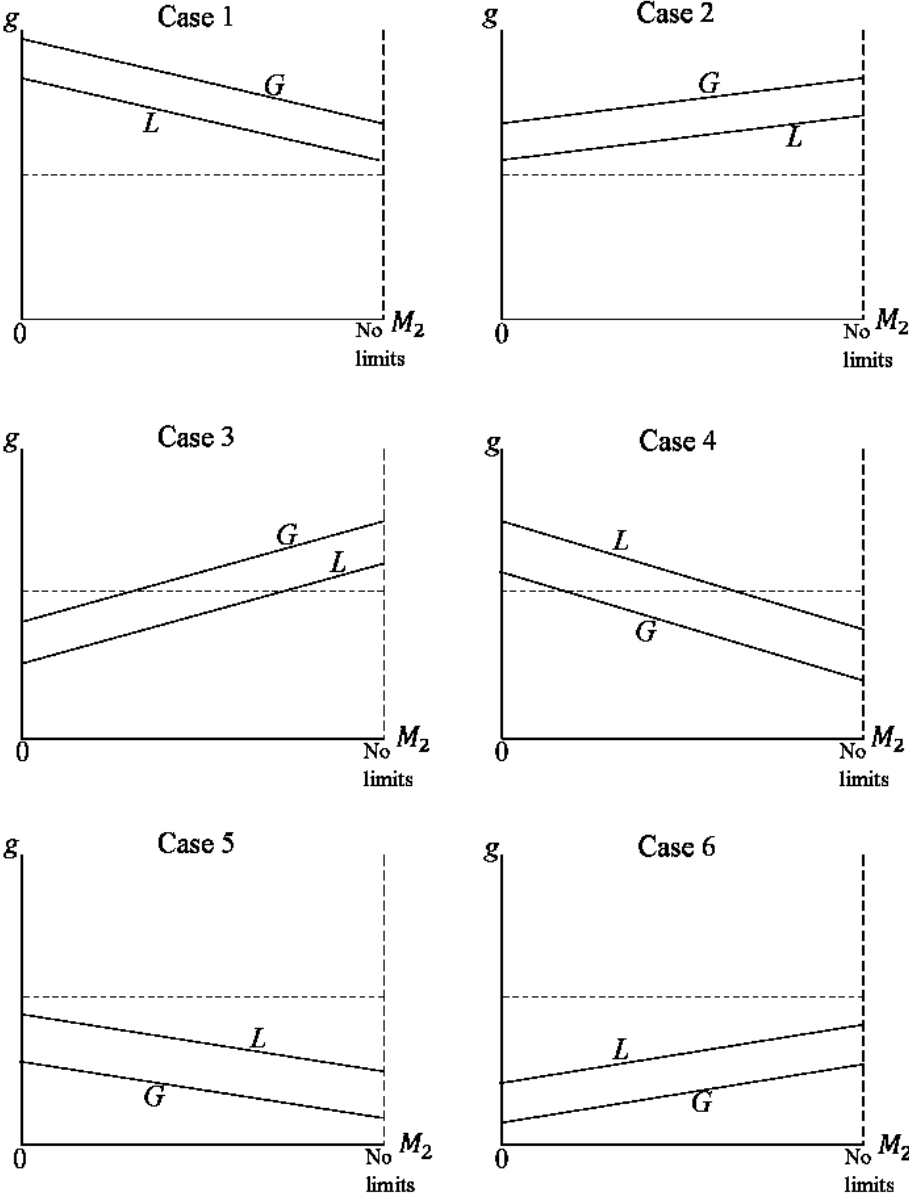 g Case 1
G
L
0 No limits M₂
g Case 2
G
L
0 No limits M₂
g Case 3
G
L
0 No limits M₂
g Case 4
L
G
0 No limits M₂
g Case 5
L
G
0 No limits M₂
g Case 6
L
G
0 No limits M₂